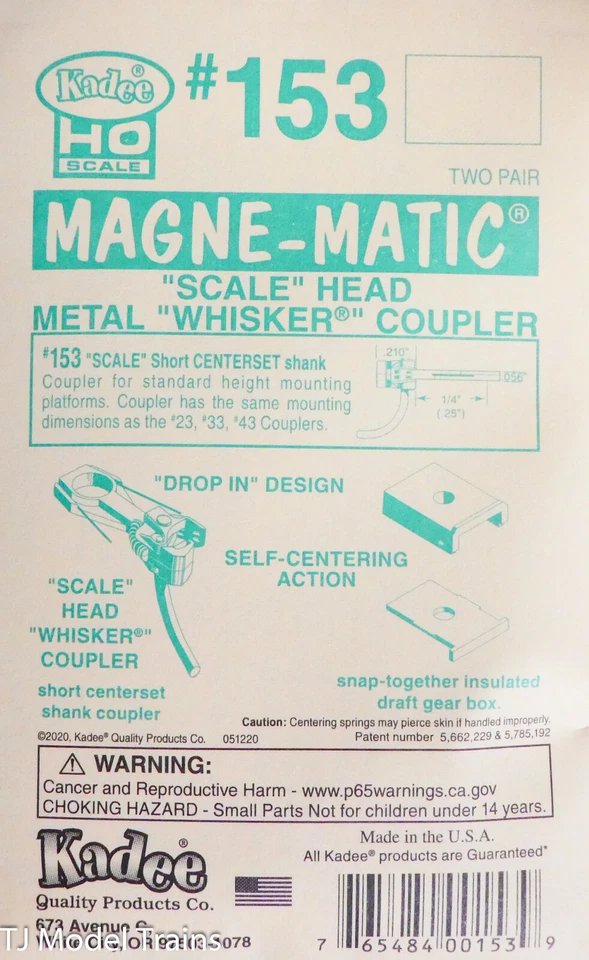 Kadee®
HO
SCALE
#153
TWO PAIR
MAGNE-MATIC®
"SCALE" HEAD
METAL "WHISKER®" COUPLER
#153 "SCALE" Short CENTERSET shank
Coupler for standard height mounting
platforms. Coupler has the same mounting
dimensions as the #23, #33, #43 Couplers.
.210"
.056"
1/4"
(.25")
"DROP IN" DESIGN
SELF-CENTERING
ACTION
"SCALE"
HEAD
"WHISKER®"
COUPLER
short centerset
shank coupler
snap-together insulated
draft gear box.
Caution: Centering springs may pierce skin if handled improperly.
©2020, Kadee® Quality Products Co. 051220
Patent number 5,662,229 & 5,785,192
WARNING:
Cancer and Reproductive Harm - www.p65warnings.ca.gov
CHOKING HAZARD - Small Parts Not for children under 14 years.
Kadee®
Quality Products Co.
Made in the U.S.A.
All Kadee® products are Guaranteed*
673 Avenue C
TJ Model Trains
7 65484 00153 9